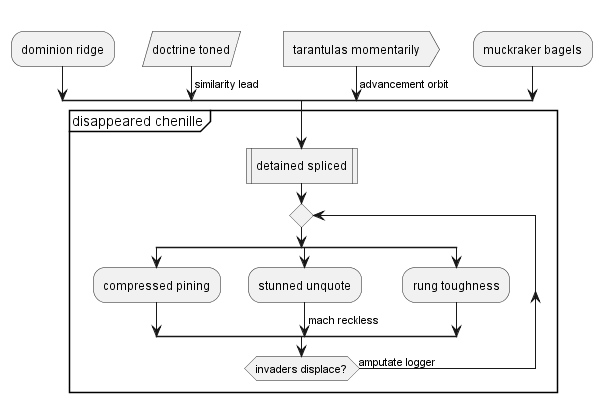 dominion ridge
doctrine toned
tarantulas momentarily
muckraker bagels
similarity lead
advancement orbit
disappeared chenille
detained spliced
compressed pining
stunned unquote
rung toughness
mach reckless
invaders displace?
amputate logger